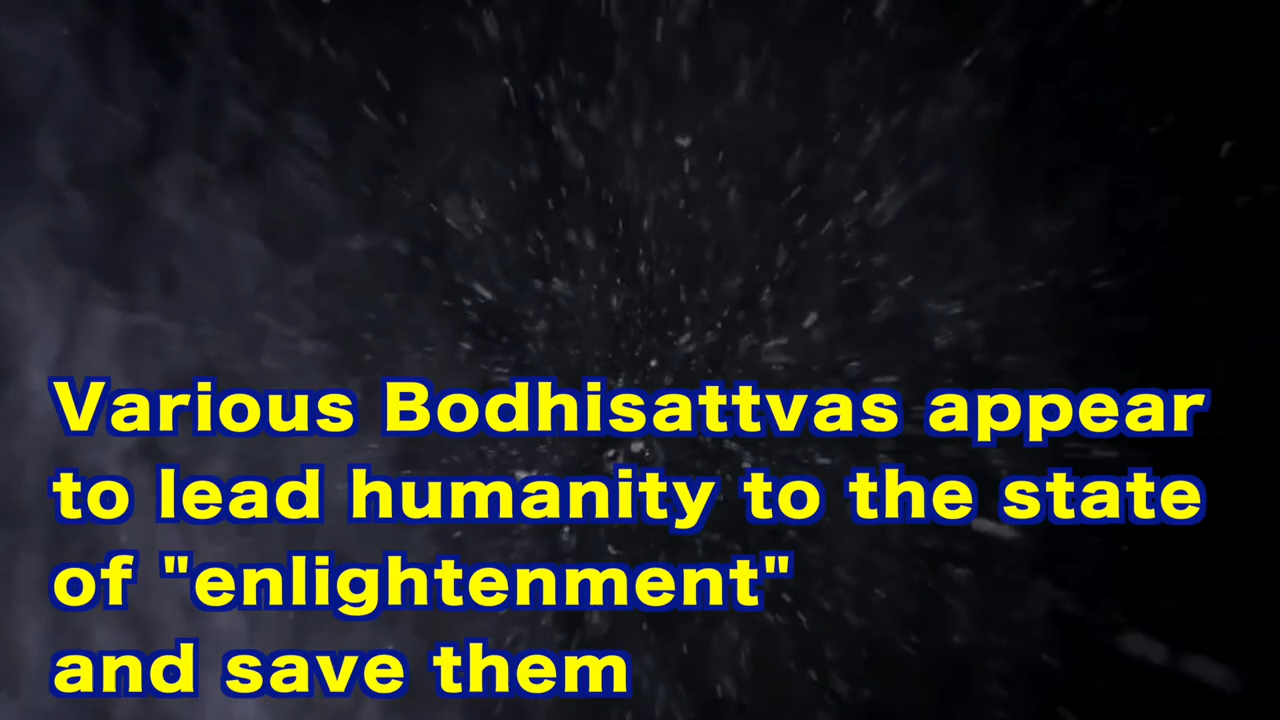 Various Bodhisattvas appear
to lead humanity to the state
of "enlightenment"
and save them